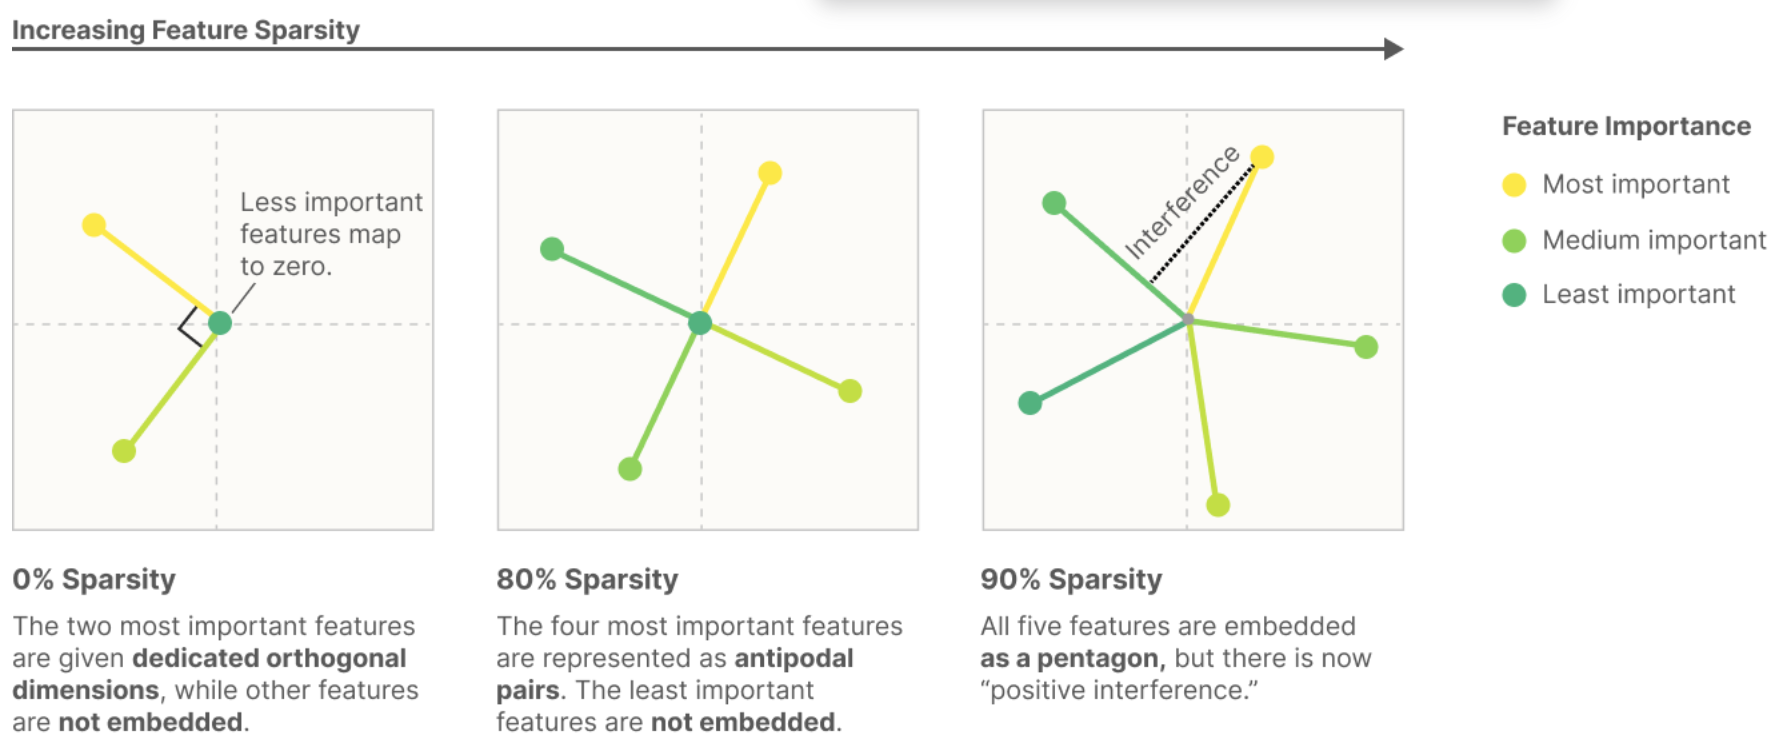 Increasing Feature Sparsity
Less important
features map
to zero.
Interference
Feature Importance
Most important
Medium important
Least important
0% Sparsity
The two most important features
are given dedicated orthogonal
dimensions, while other features
are not embedded.
80% Sparsity
The four most important features
are represented as antipodal
pairs. The least important
features are not embedded.
90% Sparsity
All five features are embedded
as a pentagon, but there is now
“positive interference.”